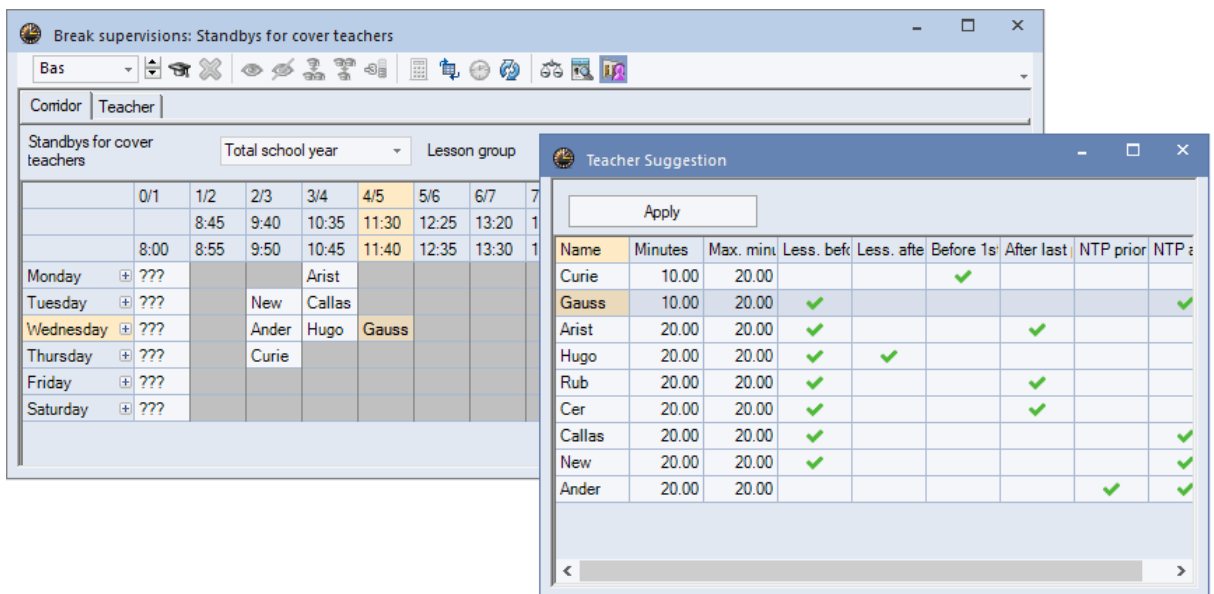 Break supervisions: Standbys for cover teachers
Bas
Corridor Teacher
Standbys for cover teachers Total school year Lesson group
0/1 1/2 2/3 3/4 4/5 5/6 6/7 7
8:45 9:40 10:35 11:30 12:25 13:20 1
8:00 8:55 9:50 10:45 11:40 12:35 13:30 1
Monday ??? Arist
Tuesday ??? New Callas
Wednesday ??? Ander Hugo Gauss
Thursday ??? Curie
Friday ???
Saturday ???
Teacher Suggestion
Apply
Name Minutes Max. minu Less. befo Less. afte Before 1st After last NTP prior NTP a
Curie 10.00 20.00
Gauss 10.00 20.00
Arist 20.00 20.00
Hugo 20.00 20.00
Rub 20.00 20.00
Cer 20.00 20.00
Callas 20.00 20.00
New 20.00 20.00
Ander 20.00 20.00